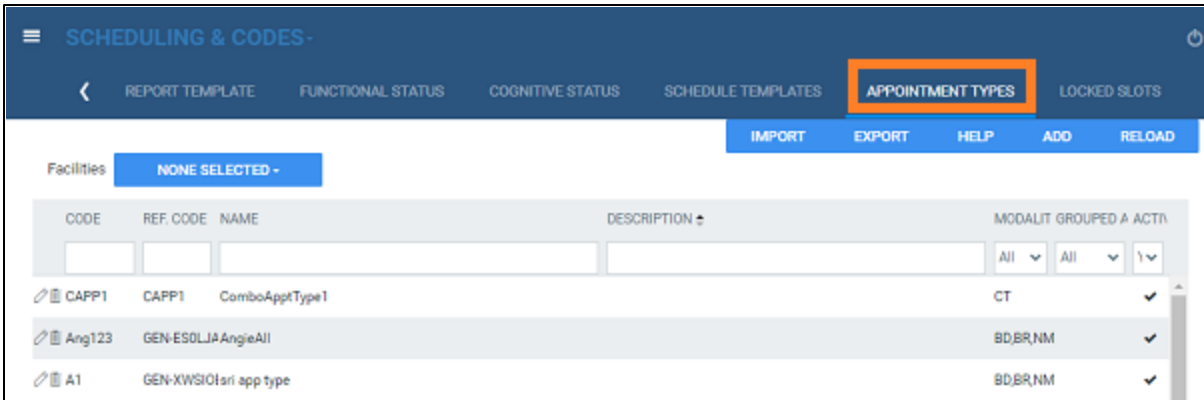 SCHEDULING & CODES-
REPORT TEMPLATE FUNCTIONAL STATUS COGNITIVE STATUS SCHEDULE TEMPLATES APPOINTMENT TYPES LOCKED SLOTS
IMPORT EXPORT HELP ADD RELOAD
Facilities NONE SELECTED -
CODE REF. CODE NAME DESCRIPTION MODALIT GROUPED A ACTIV
All All Y
CAPP1 CAPP1 ComboApptType1 CT
Ang123 AngieAll BD,BR,NM
A1 sri app type BD,BR,NM